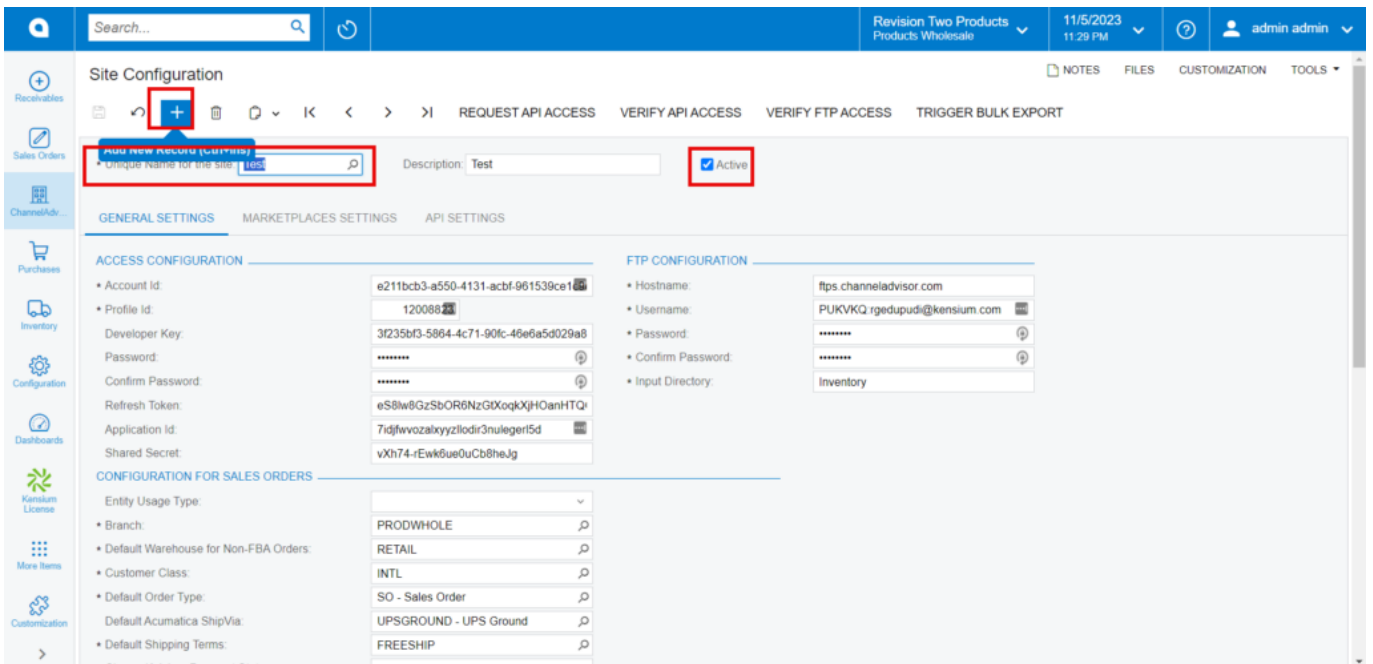 Search...
Revision Two Products
Products Wholesale
11/5/2023
11:29 PM
admin admin
Receivables
Sales Orders
ChannelAdv...
Purchases
Inventory
Configuration
Dashboards
Kensium
License
More Items
Customization
Site Configuration
NOTES FILES CUSTOMIZATION TOOLS
REQUEST API ACCESS VERIFY API ACCESS VERIFY FTP ACCESS TRIGGER BULK EXPORT
Add New Record (Ctrl+Ins)
• Unique Name for the site: Test Description: Test Active
GENERAL SETTINGS MARKETPLACES SETTINGS API SETTINGS
ACCESS CONFIGURATION
• Account Id: e211bcb3-a550-4131-acbf-961539ce1
• Profile Id: 12008823
Developer Key: 3f235bf3-5864-4c71-90fc-46e6a5d029a8
Password: ••••••••
Confirm Password: ••••••••
Refresh Token: eS8lw8GzSbOR6NzGtXoqkXjHOanHTQ
Application Id: 7idjfwvozalxyyzllodir3nulegerl5d
Shared Secret: vXh74-rEwk6ue0uCb8heJg
FTP CONFIGURATION
• Hostname: ftps.channeladvisor.com
• Username: PUKVKQ:rgedupudi@kensium.com
• Password: ••••••••
• Confirm Password: ••••••••
• Input Directory: Inventory
CONFIGURATION FOR SALES ORDERS
Entity Usage Type:
• Branch: PRODWHOLE
• Default Warehouse for Non-FBA Orders: RETAIL
• Customer Class: INTL
• Default Order Type: SO - Sales Order
Default Acumatica ShipVia: UPSGROUND - UPS Ground
• Default Shipping Terms: FREESHIP